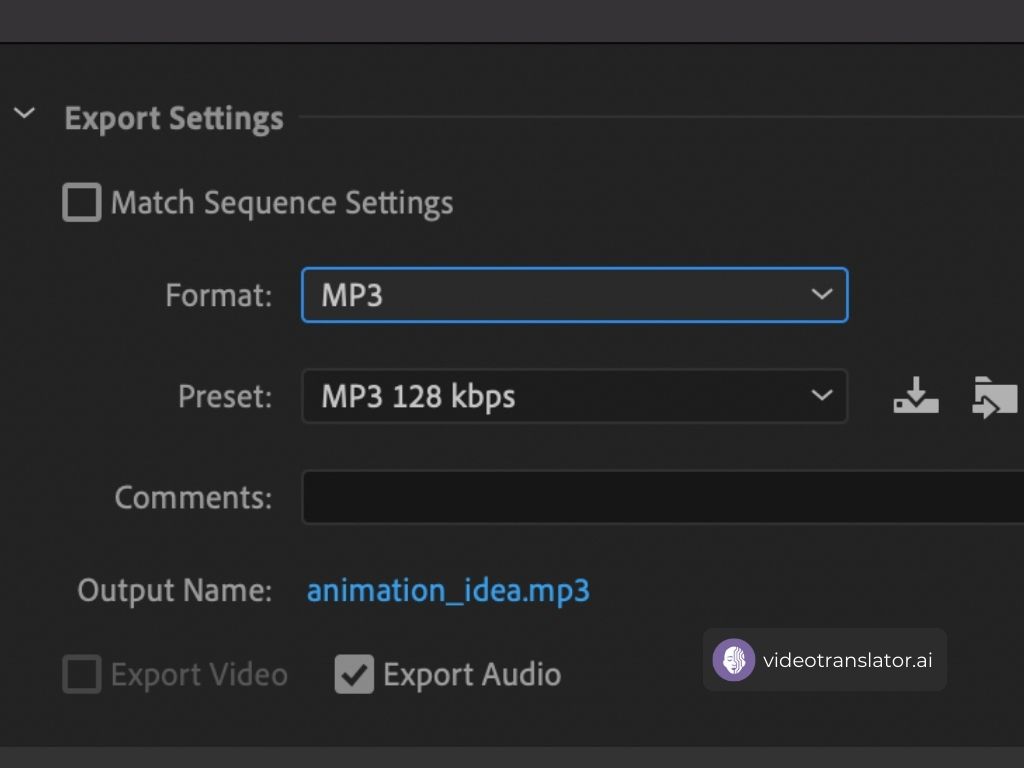 Export Settings
Match Sequence Settings
Format: MP3
Preset: MP3 128 kbps
Comments:
Output Name: animation_idea.mp3
Export Video Export Audio
videotranslator.ai